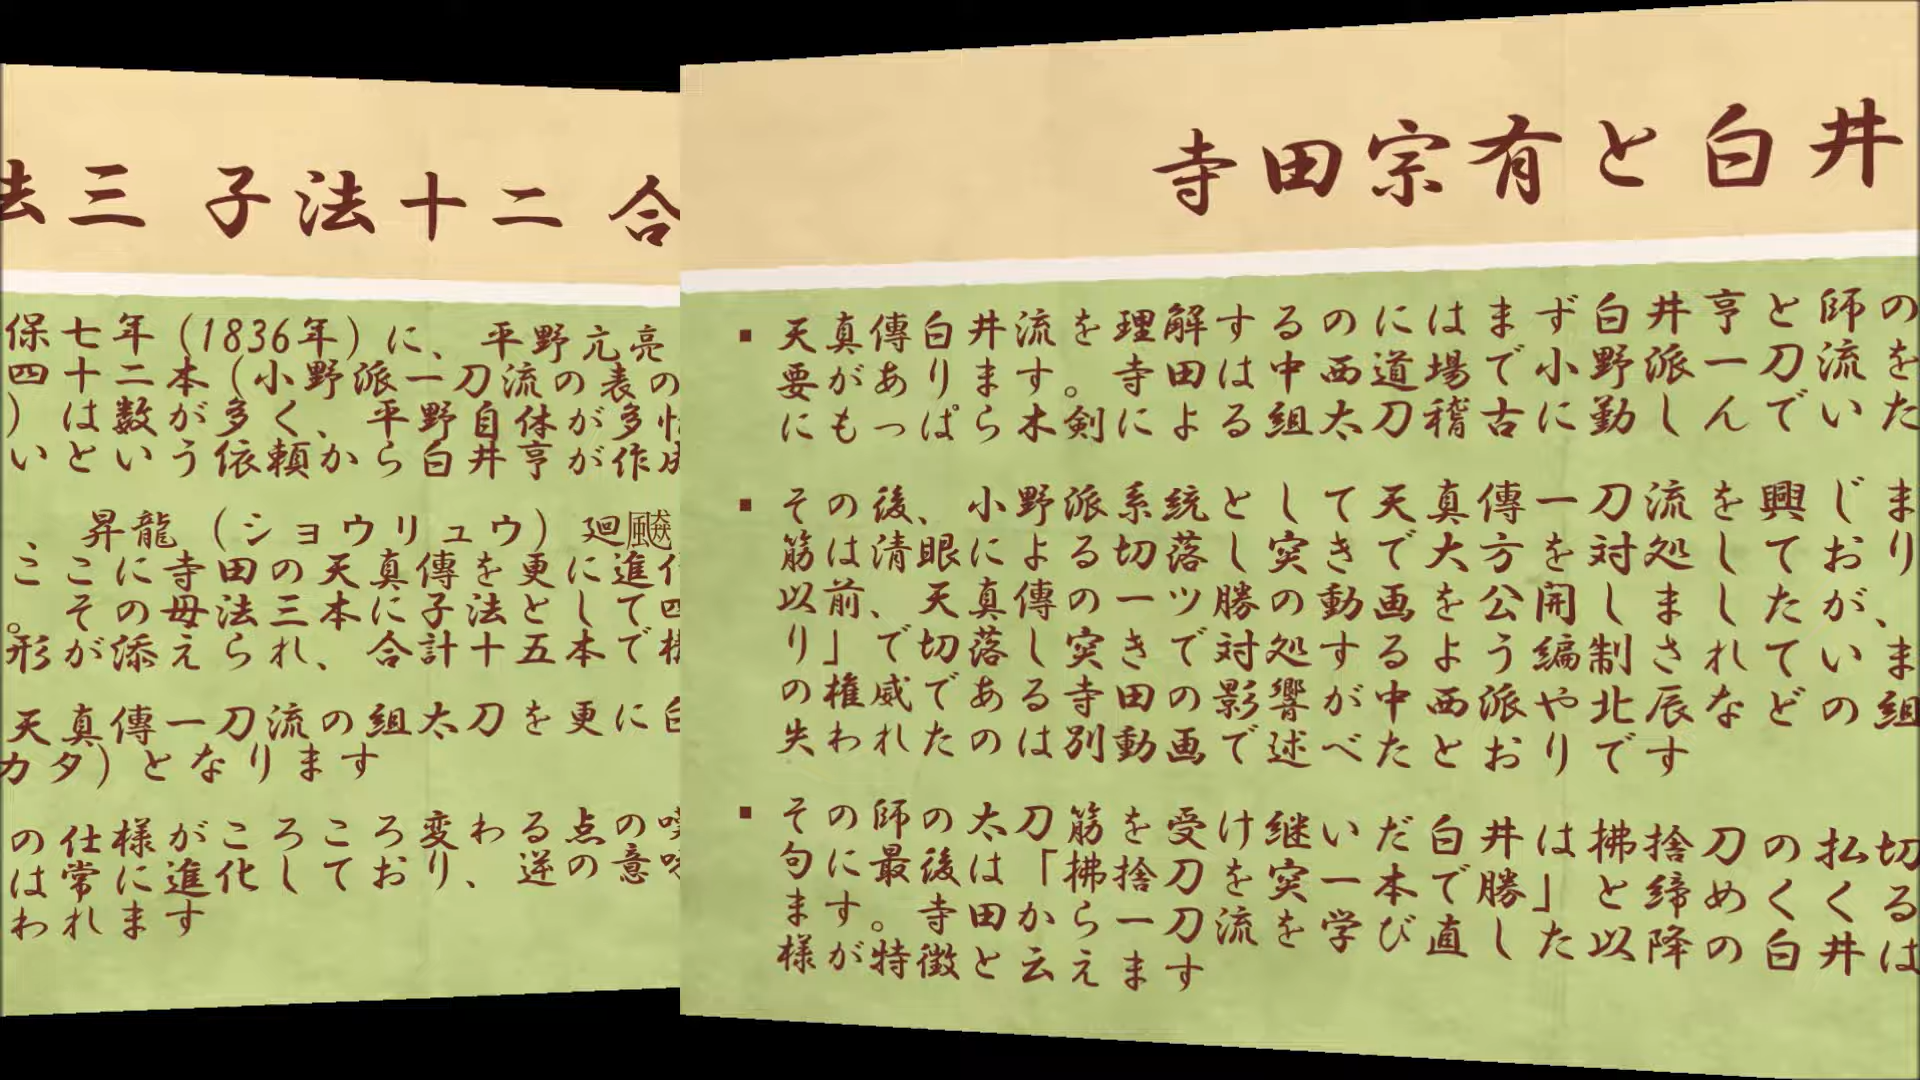 法三 子法十二 合
保七年（1836年）に、 平野元亮
四十二本（小野派一刀流の表の
）は数が多く、平野自体が多忙
いという依頼から白井亨が作成
昇龍（ショウリュウ）廻飇
ここに寺田の天真傳を更に進化
。その母法三本に子法として四
形が添えられ、合計十五本で構
天真傳一刀流の組太刀を更に白
カタ）となります
の仕様がころころ変わる点の嘆
は常に進化しており、逆の意味
われます
寺田宗有と白井
▪ 天真傳白井流を理解するのにはまず白井亨と師の
要があります。寺田は中西道場で小野派一刀流を
にもっぱら木剣による組太刀稽古に勤しんでいた
▪ その後、小野派系統として天真傳一刀流を興じま
筋は清眼による切落し突きで大方を対処しており
以前、天真傳の一ツ勝の動画を公開しましたが、
り」で切落し突きで対処するよう編制されていま
の権威である寺田の影響が中西派や北辰などの組
失われたのは別動画で述べたとおりです
▪ その師の太刀筋を受け継いだ白井は拂捨刀の払切
句に最後は「拂捨刀を突一本で勝」と締めくくる
ます。寺田から一刀流を学び直した以降の白井は
様が特徴と云えます